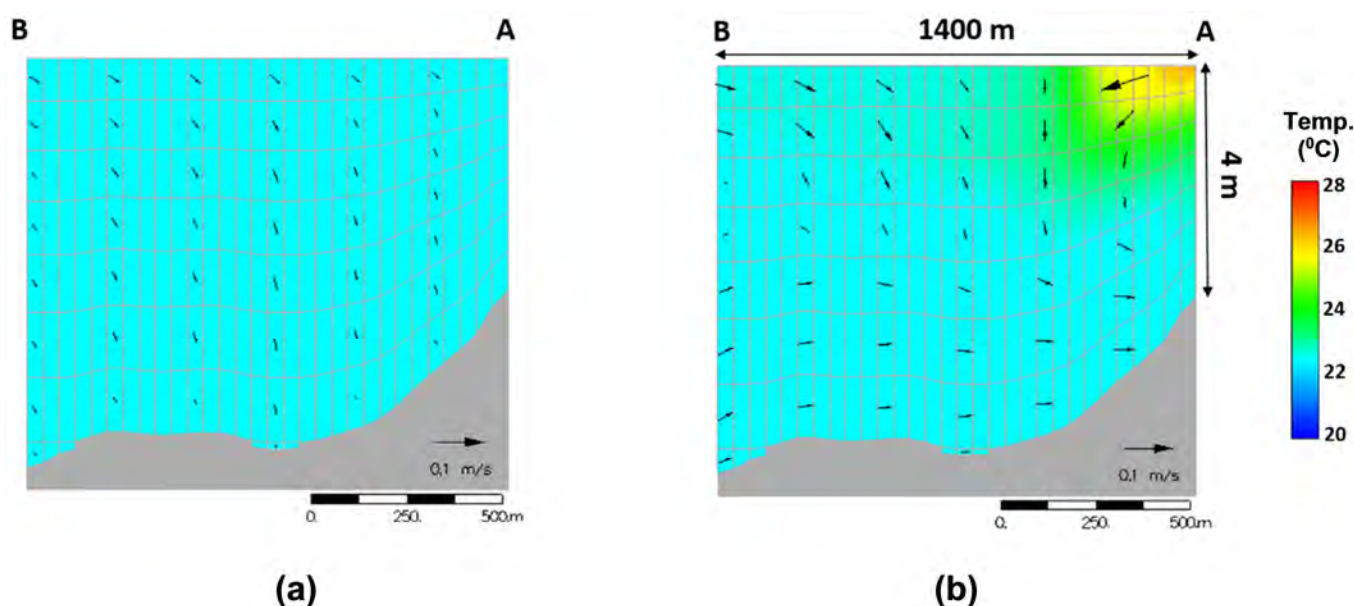 B A
B 1400 m A
4 m
Temp.
(⁰C)
28
26
24
22
20
0.1 m/s
0. 250. 500.m
0.1 m/s
0. 250. 500.m
(a) (b)